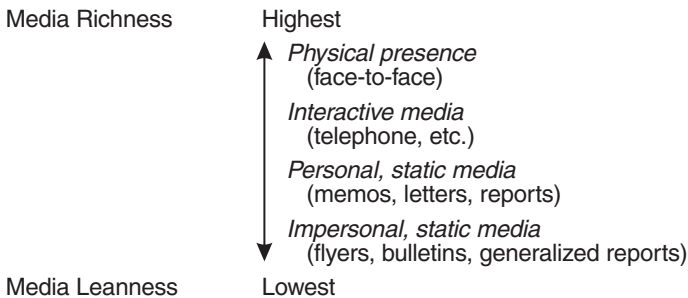 Media Richness Highest
Physical presence
(face-to-face)
Interactive media
(telephone, etc.)
Personal, static media
(memos, letters, reports)
Impersonal, static media
(flyers, bulletins, generalized reports)
Media Leanness Lowest